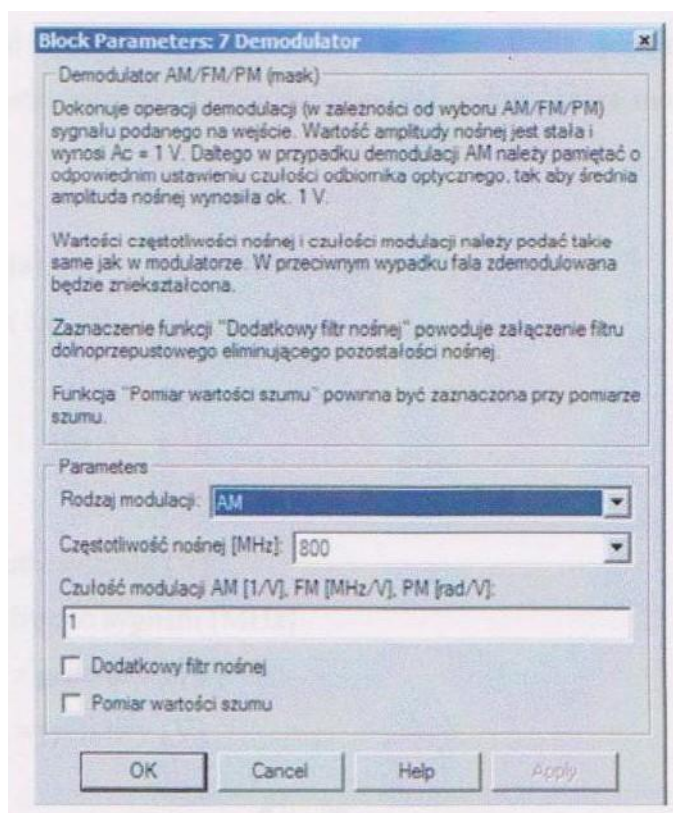 Block Parameters: 7 Demodulator
Demodulator AM/FM/PM (mask)
Dokonuje operacji demodulacji (w zależności od wyboru AM/FM/PM)
sygnału podanego na wejście. Wartość amplitudy nośnej jest stała i
wynosi Ac = 1 V. Daltego w przypadku demodulacji AM należy pamiętać o
odpowiednim ustawieniu czułości odbiornika optycznego, tak aby średnia
amplituda nośnej wynosiła ok. 1 V.
Wartości częstotliwości nośnej i czułości modulacji należy podać takie
same jak w modulatorze. W przeciwnym wypadku fala zdemodulowana
będzie zniekształcona.
Zaznaczenie funkcji "Dodatkowy filtr nośnej" powoduje załączenie filtru
dolnoprzepustowego eliminującego pozostałości nośnej.
Funkcja "Pomiar wartości szumu" powinna być zaznaczona przy pomiarze
szumu.
Parameters
Rodzaj modulacji: AM
Częstotliwość nośnej [MHz]: 800
Czułość modulacji AM [1/V], FM [MHz/V], PM [rad/V]:
1
Dodatkowy filtr nośnej
Pomiar wartości szumu
OK Cancel Help Apply